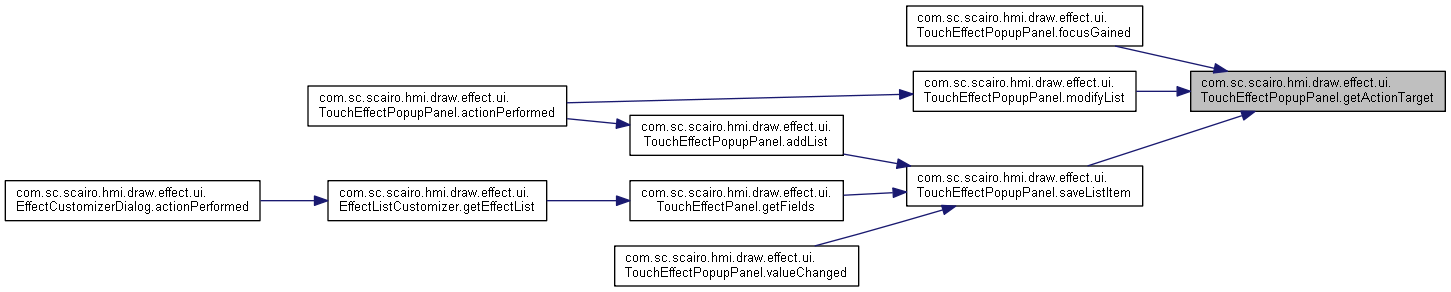 com.sc.scairo.hmi.draw.effect.ui.
TouchEffectPopupPanel.focusGained
com.sc.scairo.hmi.draw.effect.ui.
TouchEffectPopupPanel.modifyList
com.sc.scairo.hmi.draw.effect.ui.
TouchEffectPopupPanel.getActionTarget
com.sc.scairo.hmi.draw.effect.ui.
TouchEffectPopupPanel.actionPerformed
com.sc.scairo.hmi.draw.effect.ui.
TouchEffectPopupPanel.addList
com.sc.scairo.hmi.draw.effect.ui.
TouchEffectPopupPanel.saveListItem
com.sc.scairo.hmi.draw.effect.ui.
EffectCustomizerDialog.actionPerformed
com.sc.scairo.hmi.draw.effect.ui.
EffectListCustomizer.getEffectList
com.sc.scairo.hmi.draw.effect.ui.
TouchEffectPanel.getFields
com.sc.scairo.hmi.draw.effect.ui.
TouchEffectPopupPanel.valueChanged